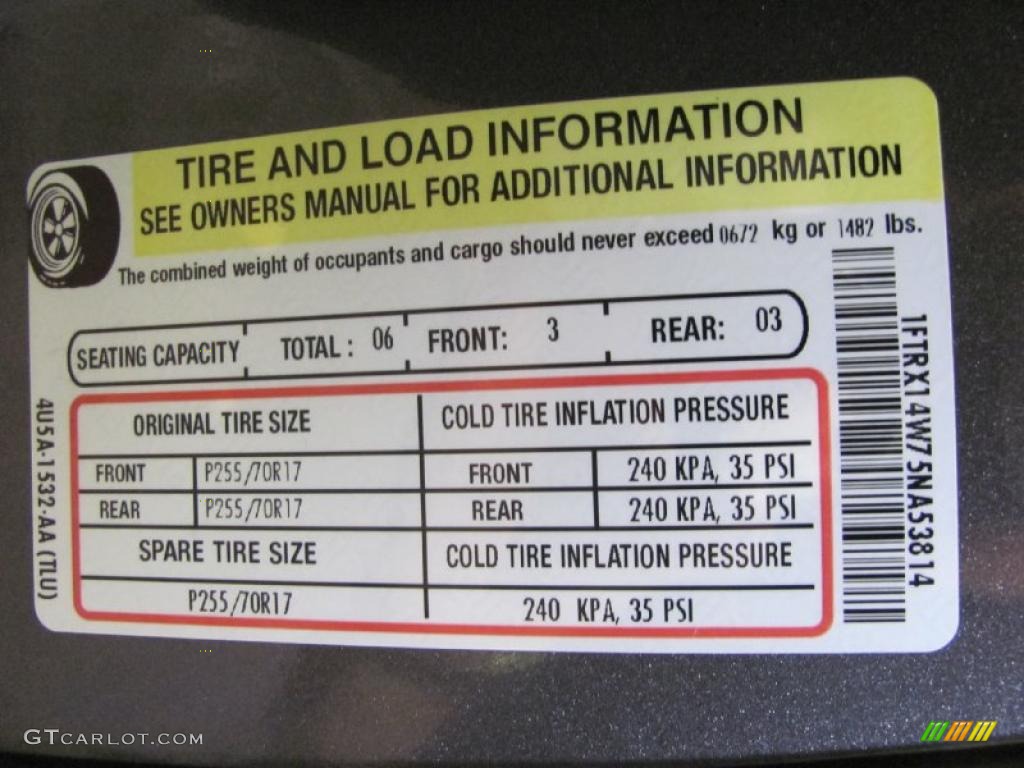 TIRE AND LOAD INFORMATION
SEE OWNERS MANUAL FOR ADDITIONAL INFORMATION
The combined weight of occupants and cargo should never exceed 0672 kg or 1482 lbs.
SEATING CAPACITY TOTAL : 06 FRONT: 3 REAR: 03
ORIGINAL TIRE SIZE COLD TIRE INFLATION PRESSURE
FRONT P255/70R17 FRONT 240 KPA, 35 PSI
REAR P255/70R17 REAR 240 KPA, 35 PSI
SPARE TIRE SIZE COLD TIRE INFLATION PRESSURE
P255/70R17 240 KPA, 35 PSI
4U5A-1532-AA (TLU)
1FTRX14W75NA53814
GTCARLOT.COM